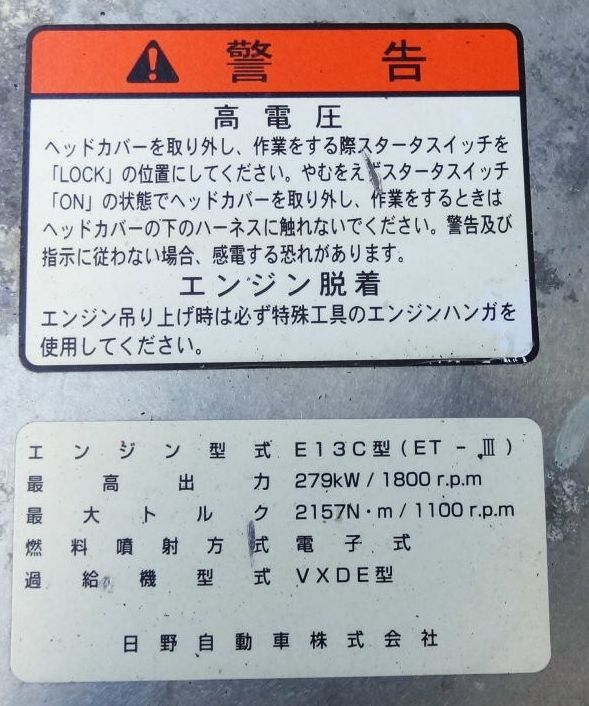 警告
高電圧
ヘッドカバーを取り外し、作業をする際スタータスイッチを
「LOCK」の位置にしてください。やむをえずスタータスイッチ
「ON」の状態でヘッドカバーを取り外し、作業をするときは
ヘッドカバーの下のハーネスに触れないでください。警告及び
指示に従わない場合、感電する恐れがあります。
エンジン脱着
エンジン吊り上げ時は必ず特殊工具のエンジンハンガを
使用してください。
エンジン型式 E13C型(ET-Ⅲ)
最高出力 279kW/1800r.p.m
最大トルク 2157N・m/1100r.p.m
燃料噴射方式 電子式
過給機型式 VXDE型
日野自動車株式会社